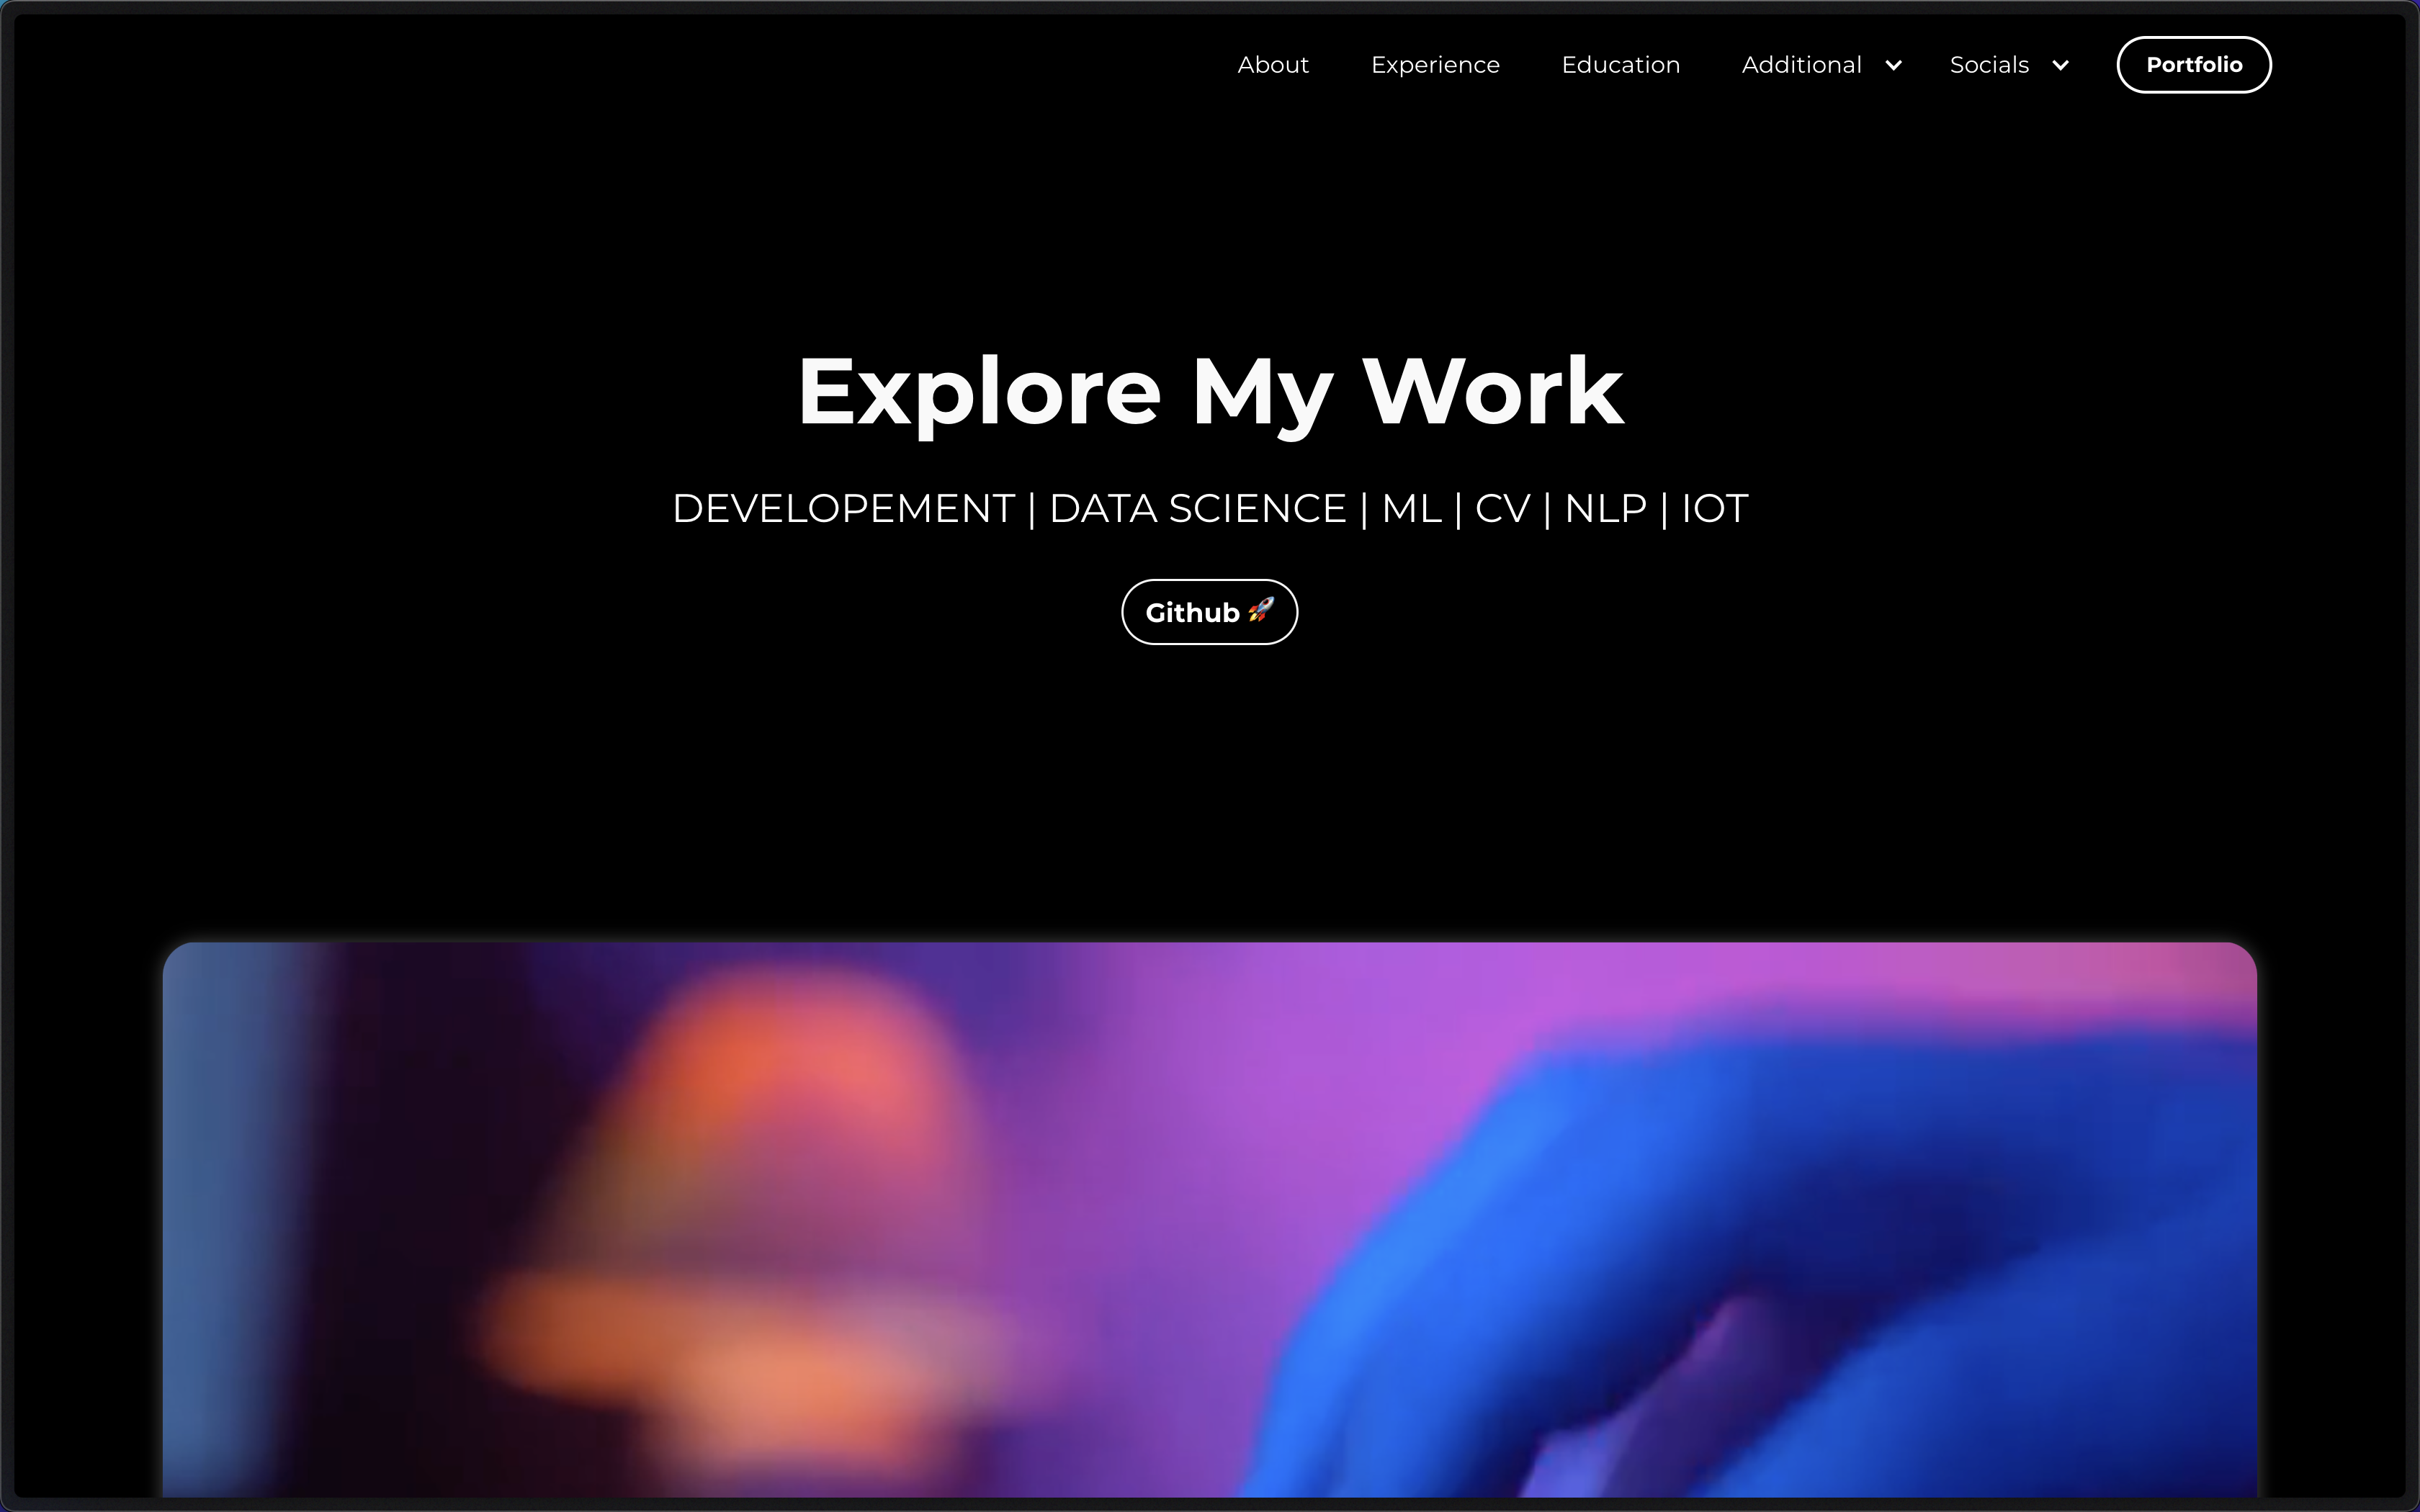 About Experience Education Additional Socials Portfolio
Explore My Work
DEVELOPEMENT | DATA SCIENCE | ML | CV | NLP | IOT
Github 🚀